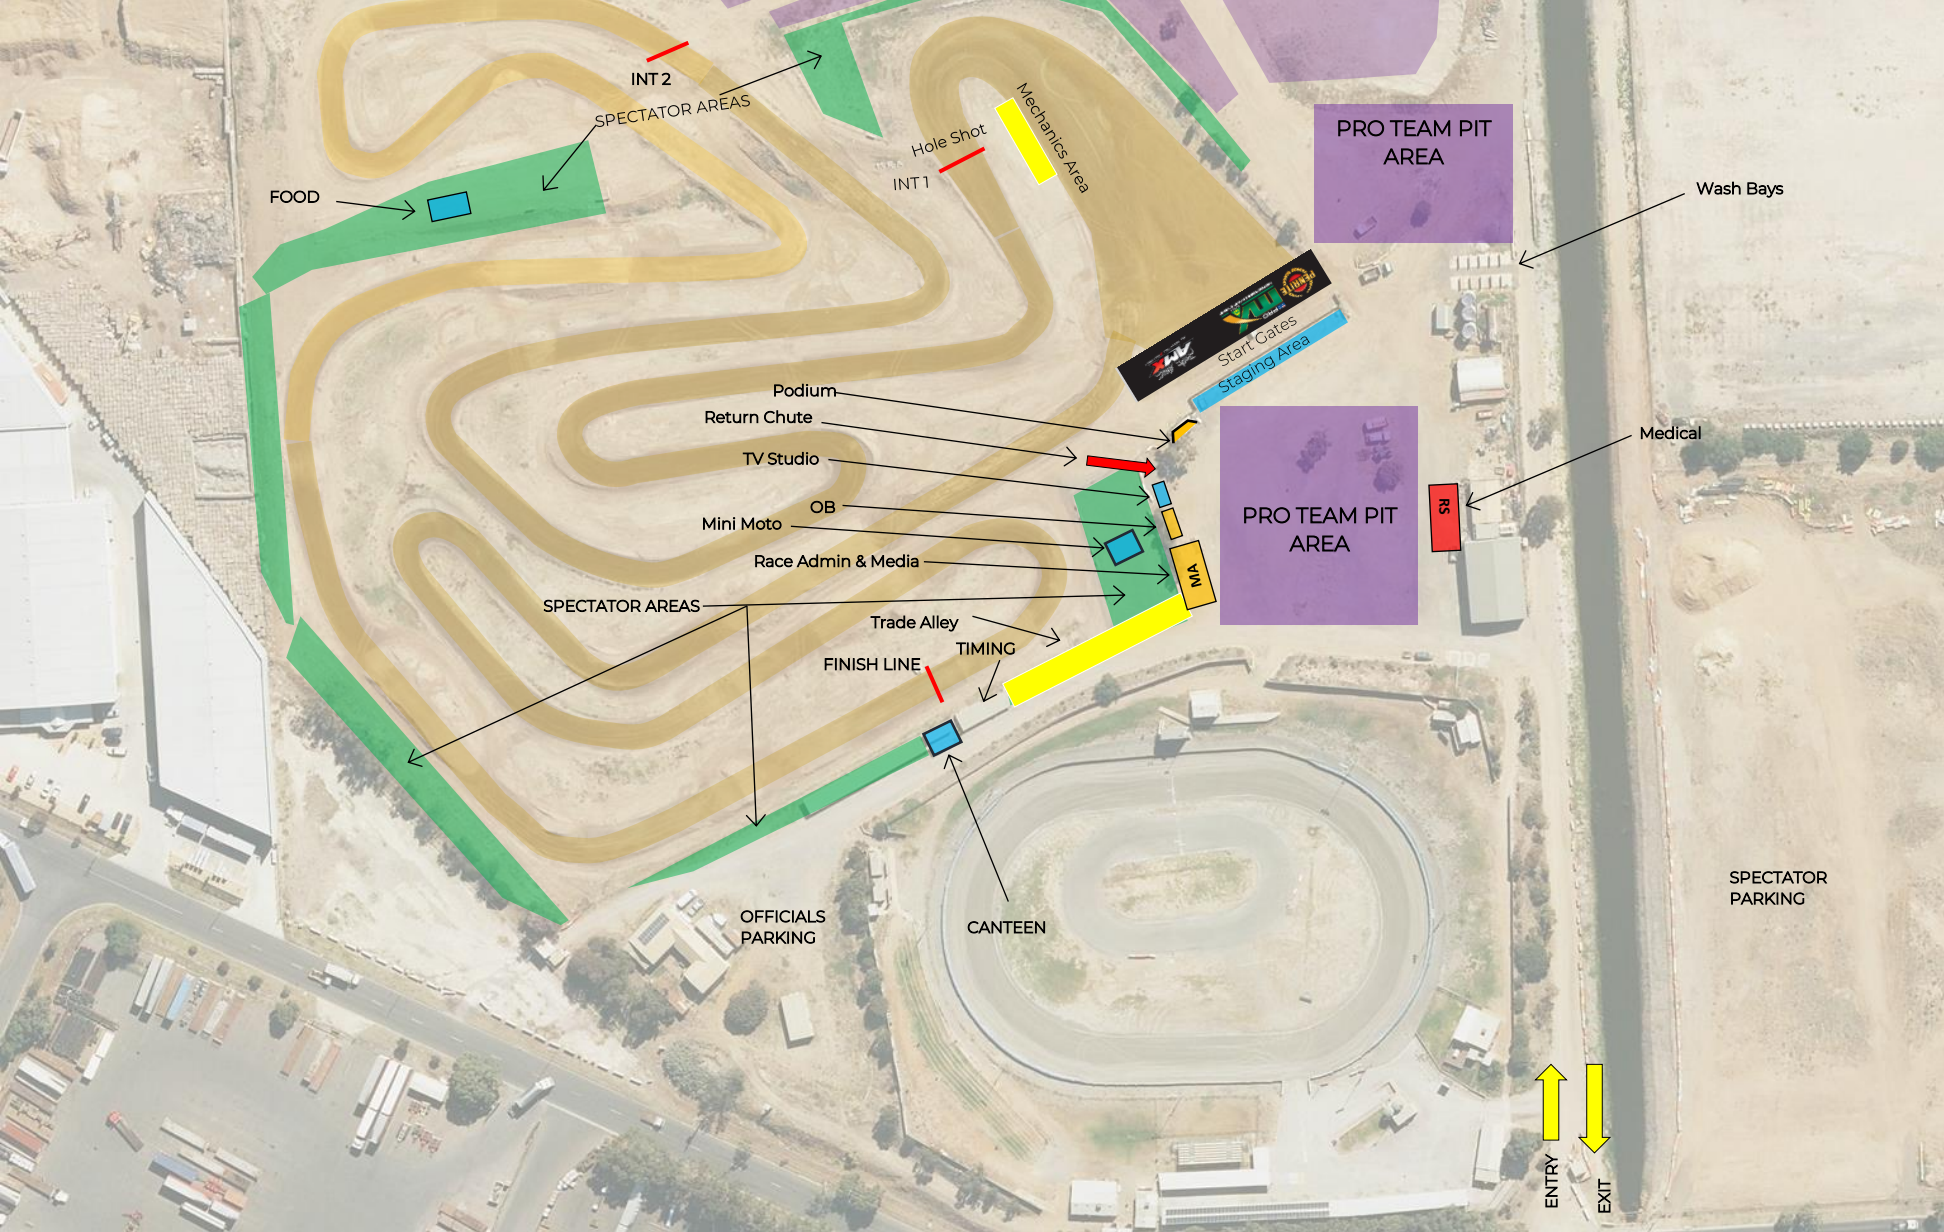 INT 2
SPECTATOR AREAS
FOOD
Hole Shot
INT 1
Mechanics Area
PRO TEAM PIT
AREA
Wash Bays
PENRITE
AMX
Start Gates
Staging Area
Podium
Return Chute
TV Studio
OB
Mini Moto
Race Admin & Media
MA
PRO TEAM PIT
AREA
RS
Medical
SPECTATOR AREAS
Trade Alley
TIMING
FINISH LINE
OFFICIALS
PARKING
CANTEEN
SPECTATOR
PARKING
ENTRY
EXIT